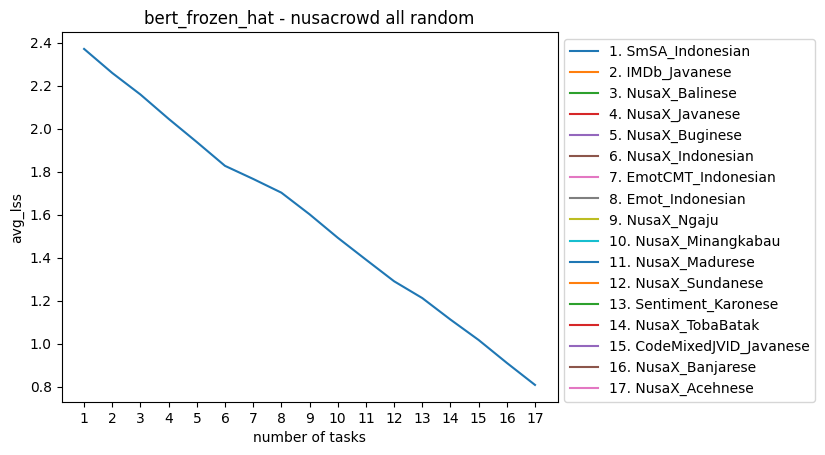 bert_frozen_hat - nusacrowd all random
2.4
2.2
2.0
1.8
1.6
1.4
1.2
1.0
0.8
avg_lss
1 2 3 4 5 6 7 8 9 10 11 12 13 14 15 16 17
number of tasks
1. SmSA_Indonesian
2. IMDb_Javanese
3. NusaX_Balinese
4. NusaX_Javanese
5. NusaX_Buginese
6. NusaX_Indonesian
7. EmotCMT_Indonesian
8. Emot_Indonesian
9. NusaX_Ngaju
10. NusaX_Minangkabau
11. NusaX_Madurese
12. NusaX_Sundanese
13. Sentiment_Karonese
14. NusaX_TobaBatak
15. CodeMixedJVID_Javanese
16. NusaX_Banjarese
17. NusaX_Acehnese